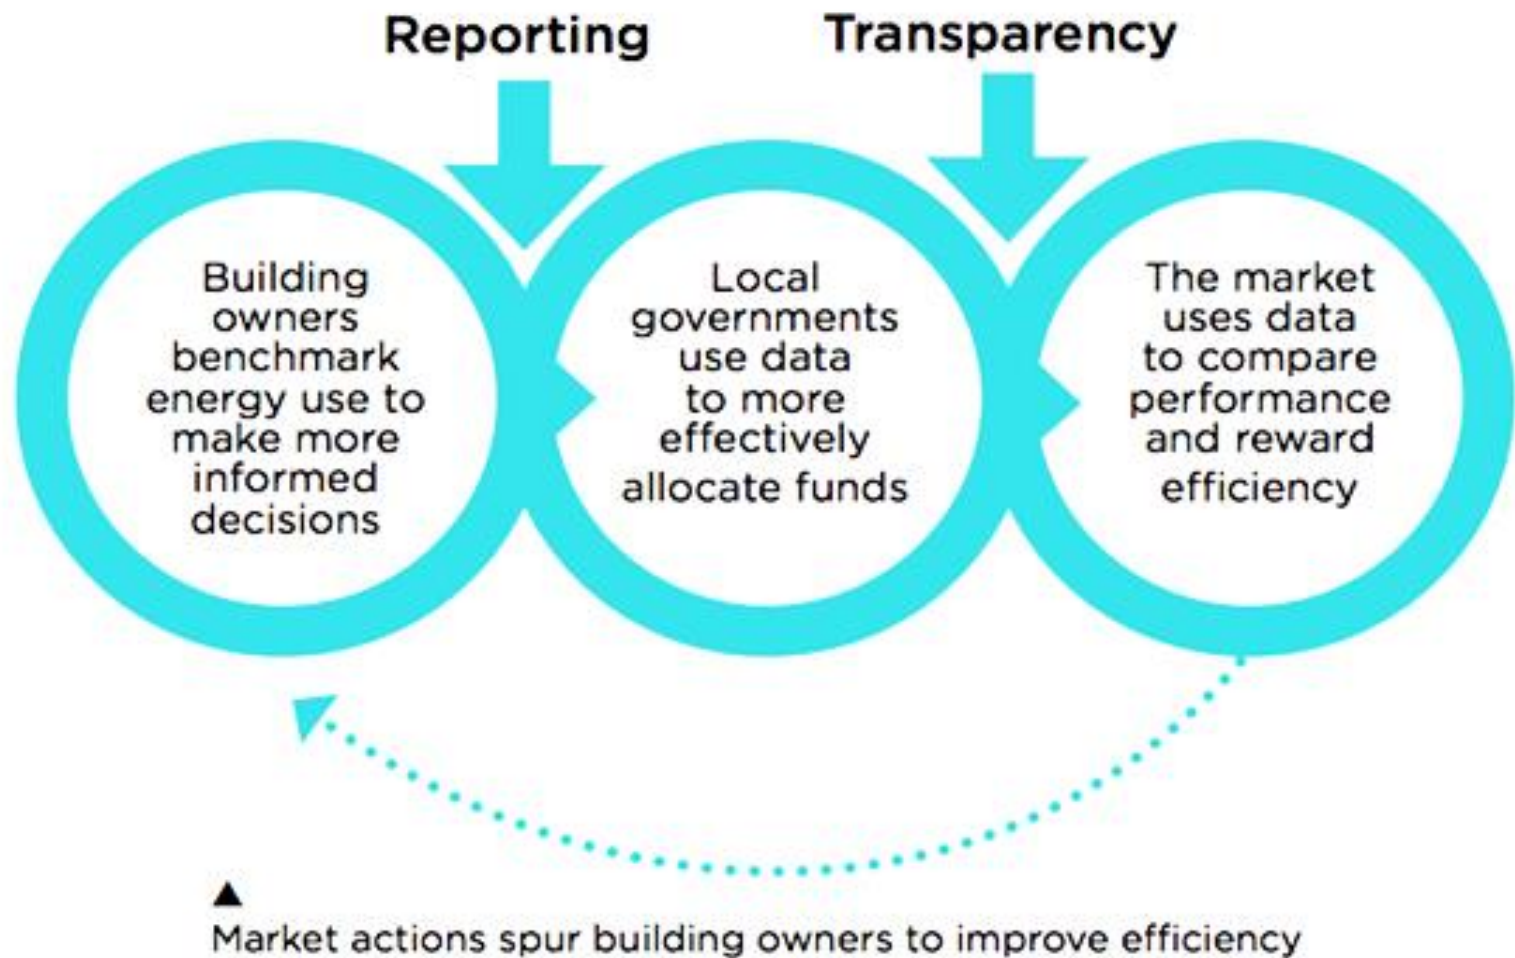 Reporting
Transparency
Building
owners
benchmark
energy use to
make more
informed
decisions
Local
governments
use data
to more
effectively
allocate funds
The market
uses data
to compare
performance
and reward
efficiency
Market actions spur building owners to improve efficiency